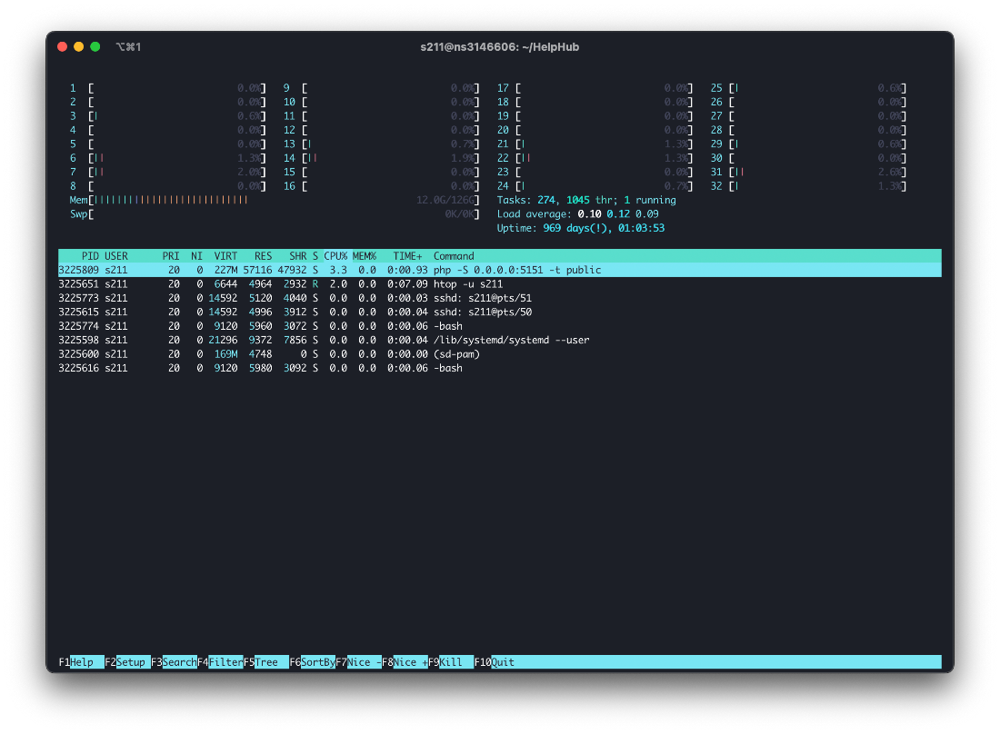 ⌥⌘1 s211@ns3146606: ~/HelpHub
1 [ 0.0%] 9 [ 0.0%] 17 [ 0.0%] 25 [| 0.6%]
2 [ 0.0%] 10 [ 0.0%] 18 [ 0.0%] 26 [ 0.0%]
3 [| 0.6%] 11 [ 0.0%] 19 [ 0.0%] 27 [ 0.0%]
4 [ 0.0%] 12 [ 0.0%] 20 [ 0.0%] 28 [ 0.0%]
5 [ 0.0%] 13 [| 0.7%] 21 [| 1.3%] 29 [| 0.6%]
6 [|| 1.3%] 14 [|| 1.9%] 22 [|| 1.3%] 30 [ 0.0%]
7 [|| 2.0%] 15 [ 0.0%] 23 [ 0.0%] 31 [|| 2.6%]
8 [ 0.0%] 16 [ 0.0%] 24 [| 0.7%] 32 [| 1.3%]
Mem[||||||||||||||||||||||||||| 12.0G/126G] Tasks: 274, 1045 thr; 1 running
Swp[ 0K/0K] Load average: 0.10 0.12 0.09
Uptime: 969 days(!), 01:03:53
PID USER PRI NI VIRT RES SHR S CPU% MEM% TIME+ Command
3225809 s211 20 0 227M 57116 47932 S 3.3 0.0 0:00.93 php -S 0.0.0.0:5151 -t public
3225651 s211 20 0 6644 4964 2932 R 2.0 0.0 0:07.09 htop -u s211
3225773 s211 20 0 14592 5120 4040 S 0.0 0.0 0:00.03 sshd: s211@pts/51
3225615 s211 20 0 14592 4996 3912 S 0.0 0.0 0:00.04 sshd: s211@pts/50
3225774 s211 20 0 9120 5960 3072 S 0.0 0.0 0:00.06 -bash
3225598 s211 20 0 21296 9372 7856 S 0.0 0.0 0:00.04 /lib/systemd/systemd --user
3225600 s211 20 0 169M 4748 0 S 0.0 0.0 0:00.00 (sd-pam)
3225616 s211 20 0 9120 5980 3092 S 0.0 0.0 0:00.06 -bash
F1Help F2Setup F3SearchF4FilterF5Tree F6SortByF7Nice -F8Nice +F9Kill F10Quit